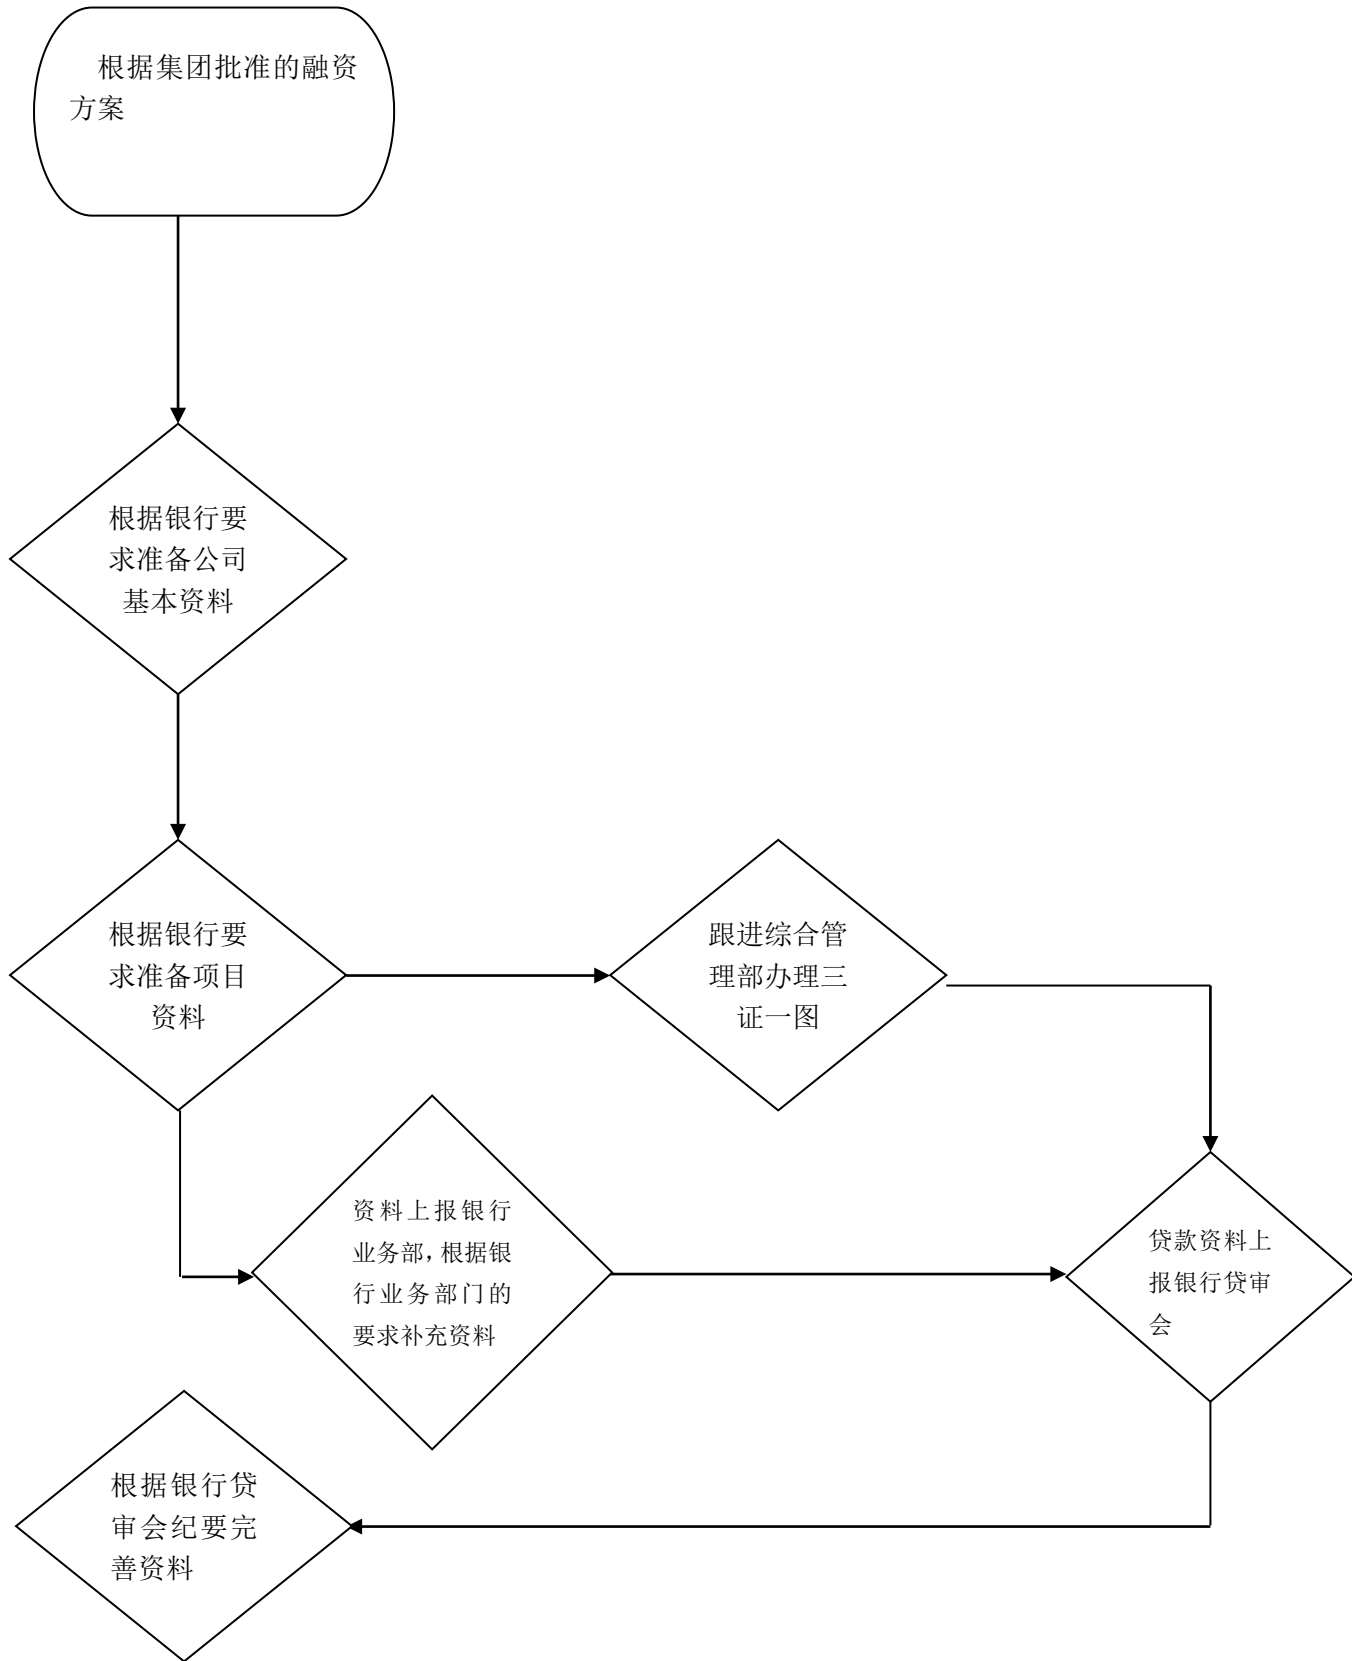 根据集团批准的融资
方案
根据银行要
求准备公司
基本资料
根据银行要
求准备项目
资料
跟进综合管
理部办理三
证一图
资料上报银行
业务部，根据银
行业务部门的
要求补充资料
贷款资料上
报银行贷审
会
根据银行贷
审会纪要完
善资料